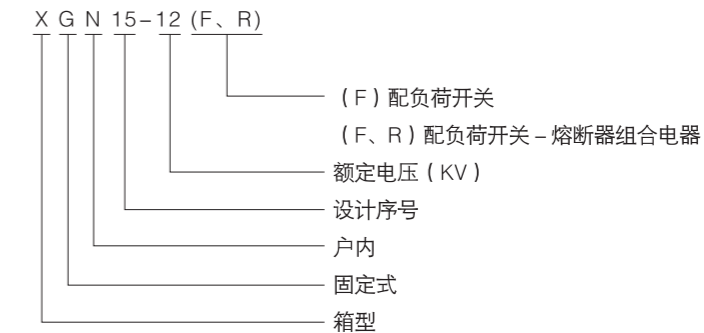 XGN15-12(F、R)
（F）配负荷开关
（F、R）配负荷开关–熔断器组合电器
额定电压（KV）
设计序号
户内
固定式
箱型